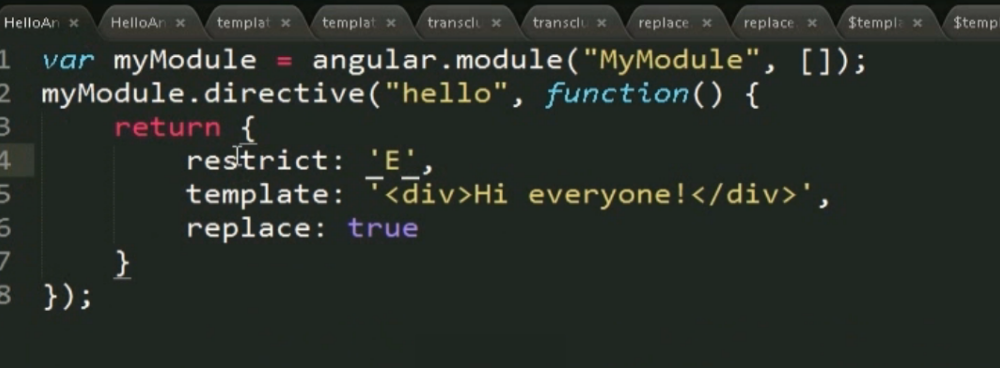 HelloAn HelloAn templat templat transclu transclu replace. replace. $templa $temp
1 var myModule = angular.module("MyModule", []);
2 myModule.directive("hello", function() {
3 return {
4 restrict: 'E',
5 template: '<div>Hi everyone!</div>',
6 replace: true
7 }
8 });